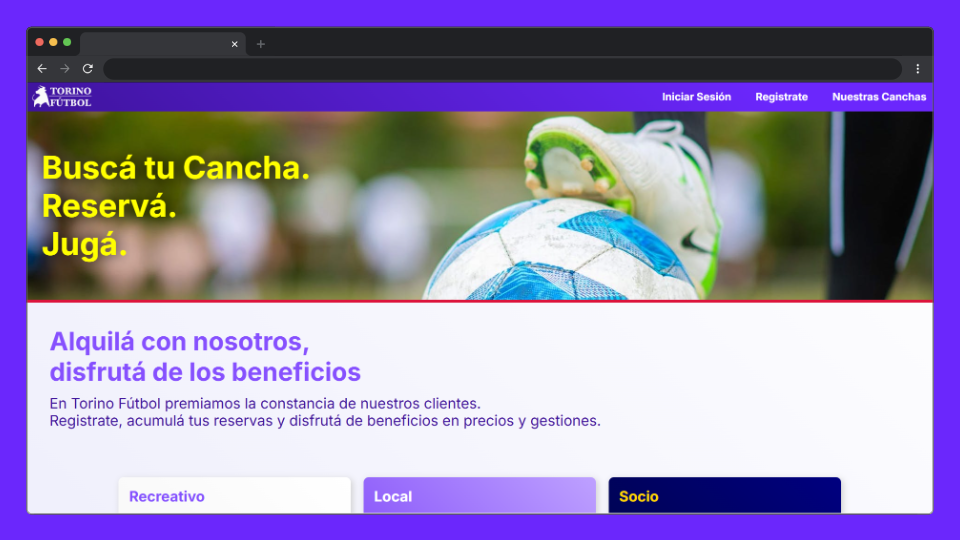 TORINO
FÚTBOL
Iniciar Sesión
Registrate
Nuestras Canchas
Buscá tu Cancha.
Reservá.
Jugá.
Alquilá con nosotros,
disfrutá de los beneficios
En Torino Fútbol premiamos la constancia de nuestros clientes.
Registrate, acumulá tus reservas y disfrutá de beneficios en precios y gestiones.
Recreativo
Local
Socio